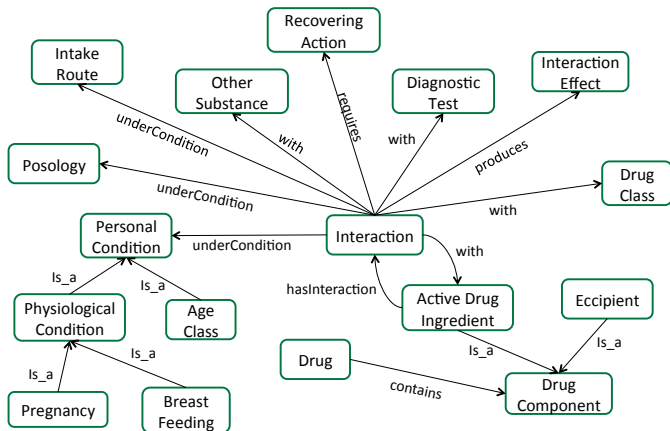 Recovering
Action
Intake
Route
Other
Substance
Diagnostic
Test
Interaction
Effect
requires
underCondition
with
with
produces
Posology
underCondition
Drug
Class
with
Personal
Condition
underCondition
Interaction
with
Is_a
Is_a
hasInteraction
Physiological
Condition
Age
Class
Active Drug
Ingredient
Eccipient
Is_a
Is_a
Is_a
Is_a
Drug
contains
Drug
Component
Pregnancy
Breast
Feeding